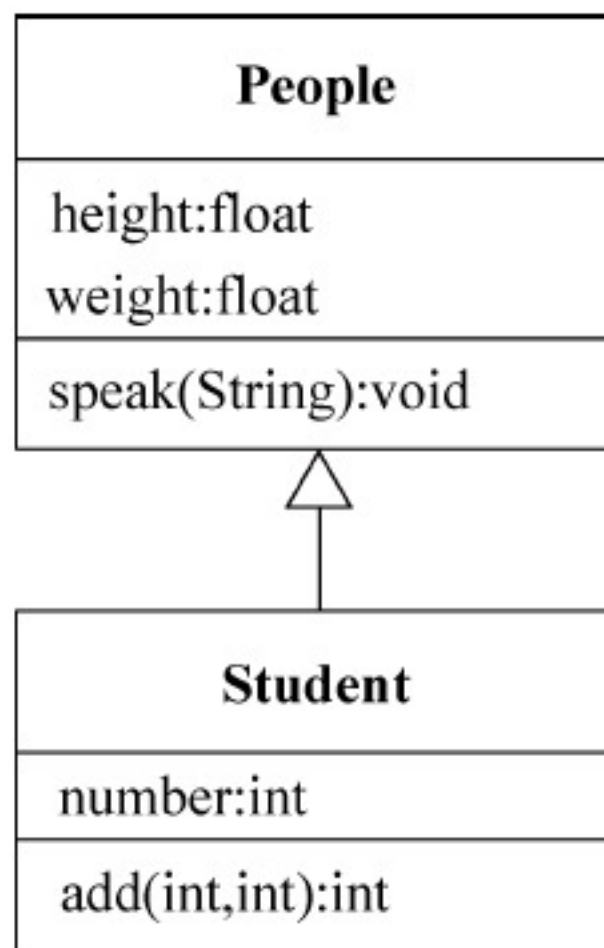 People
height:float
weight:float
speak(String):void
Student
number:int
add(int,int):int